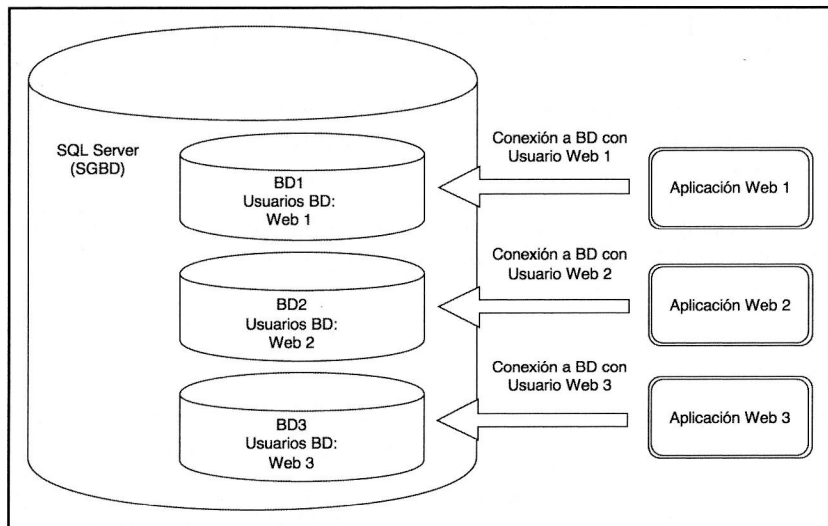 SQL Server
(SGBD)
BD1
Usuarios BD:
Web 1
Conexión a BD con
Usuario Web 1
Aplicación Web 1
BD2
Usuarios BD:
Web 2
Conexión a BD con
Usuario Web 2
Aplicación Web 2
BD3
Usuarios BD:
Web 3
Conexión a BD con
Usuario Web 3
Aplicación Web 3